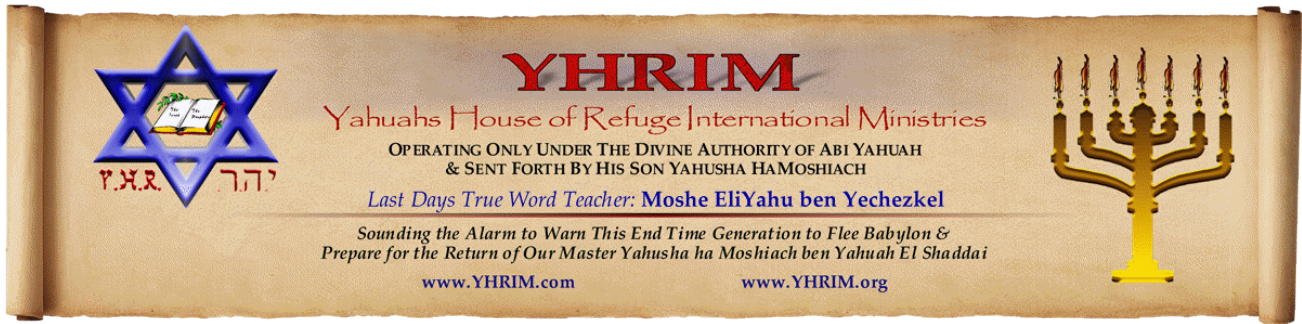 YHRIM
Yahuahs House of Refuge International Ministries
OPERATING ONLY UNDER THE DIVINE AUTHORITY OF ABI YAHUAH
& SENT FORTH BY HIS SON YAHUSHA HAMOSHIACH
Last Days True Word Teacher: Moshe EliYahu ben Yechezkel
Sounding the Alarm to Warn This End Time Generation to Flee Babylon &
Prepare for the Return of Our Master Yahusha ha Moshiach ben Yahuah El Shaddai
www.YHRIM.com www.YHRIM.org
The The
Y.H.R. י.ה.ר.